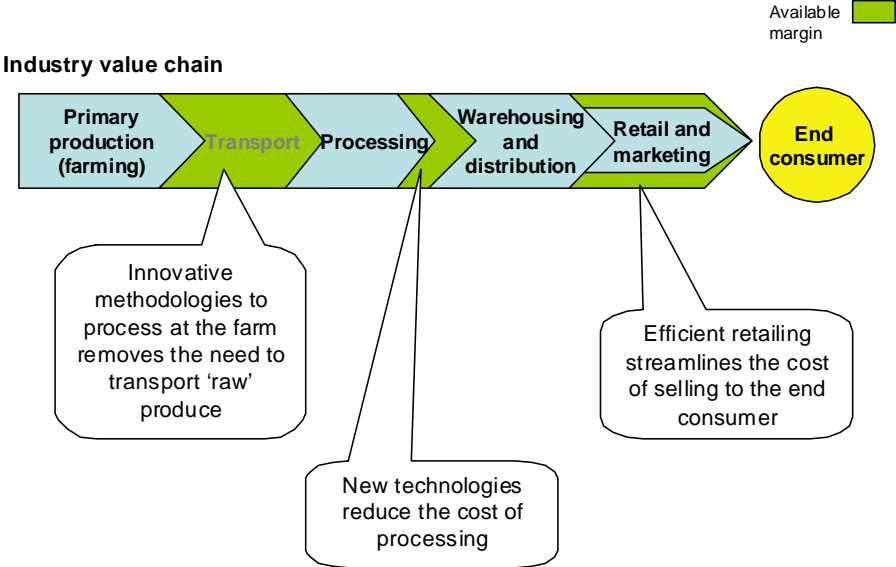 Available
margin
Industry value chain
Primary
production
(farming)
Transport
Processing
Warehousing
and
distribution
Retail and
marketing
End
consumer
Innovative
methodologies to
process at the farm
removes the need to
transport ‘raw’
produce
Efficient retailing
streamlines the cost
of selling to the end
consumer
New technologies
reduce the cost of
processing